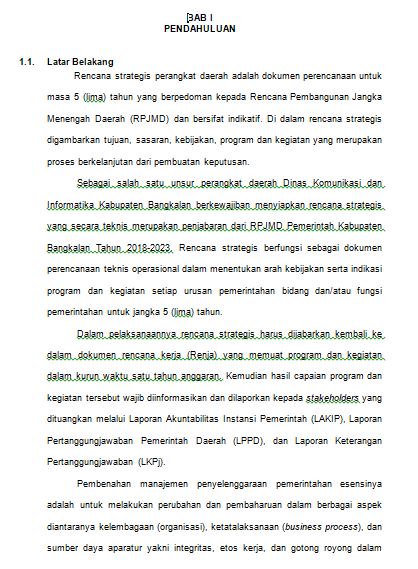 BAB I
PENDAHULUAN
1.1. Latar Belakang
Rencana strategis perangkat daerah adalah dokumen perencanaan untuk
masa 5 (lima) tahun yang berpedoman kepada Rencana Pembangunan Jangka
Menengah Daerah (RPJMD) dan bersifat indikatif. Di dalam rencana strategis
digambarkan tujuan, sasaran, kebijakan, program dan kegiatan yang merupakan
proses berkelanjutan dari pembuatan keputusan.
Sebagai salah satu unsur perangkat daerah Dinas Komunikasi dan
Informatika Kabupaten Bangkalan berkewajiban menyiapkan rencana strategis
yang secara teknis merupakan penjabaran dari RPJMD Pemerintah Kabupaten
Bangkalan Tahun 2018-2023. Rencana strategis berfungsi sebagai dokumen
perencanaan teknis operasional dalam menentukan arah kebijakan serta indikasi
program dan kegiatan setiap urusan pemerintahan bidang dan/atau fungsi
pemerintahan untuk jangka 5 (lima) tahun.
Dalam pelaksanaannya rencana strategis harus dijabarkan kembali ke
dalam dokumen rencana kerja (Renja) yang memuat program dan kegiatan
dalam kurun waktu satu tahun anggaran. Kemudian hasil capaian program dan
kegiatan tersebut wajib diinformasikan dan dilaporkan kepada stakeholders yang
dituangkan melalui Laporan Akuntabilitas Instansi Pemerintah (LAKIP), Laporan
Pertanggungjawaban Pemerintah Daerah (LPPD), dan Laporan Keterangan
Pertanggungjawaban (LKPj).
Pembenahan manajemen penyelenggaraan pemerintahan esensinya
adalah untuk melakukan perubahan dan pembaharuan dalam berbagai aspek
diantaranya kelembagaan (organisasi), ketatalaksanaan (business process), dan
sumber daya aparatur yakni integritas, etos kerja, dan gotong royong dalam